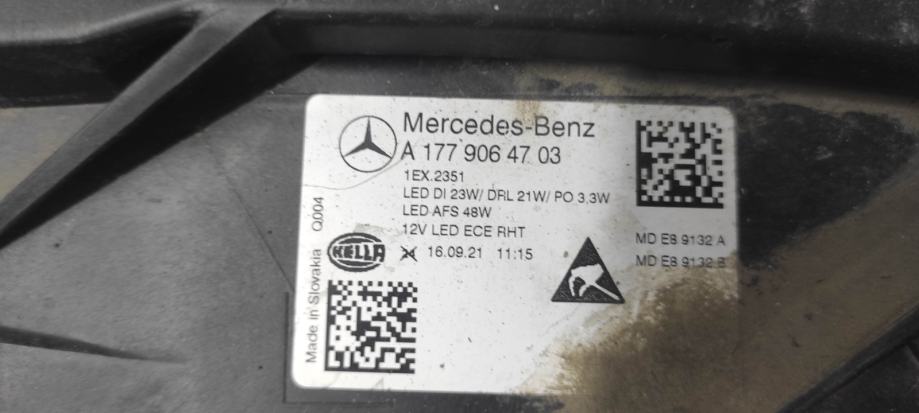 Mercedes-Benz
A 177 906 47 03
1EX.2351
LED DI 23W/ DRL 21W/ PO 3,3W
LED AFS 48W
12V LED ECE RHT
HELLA
24 16.09.21 11:15
MD E8 9132 A
MD E8 9132 B
Made in Slovakia Q004